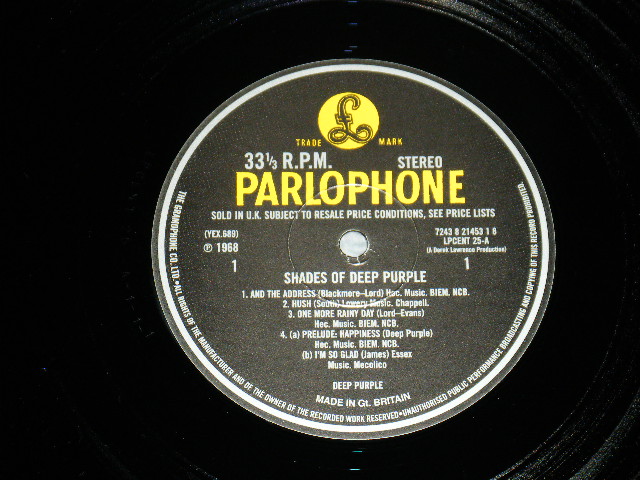 £
TRADE MARK
33⅓ R.P.M. STEREO
PARLOPHONE
SOLD IN U.K. SUBJECT TO RESALE PRICE CONDITIONS, SEE PRICE LISTS
(YEX.689) 7243 8 21453 1 6
LPCENT 25-A
℗ 1968 (A Derek Lawrence Production)
1 1
SHADES OF DEEP PURPLE
1. AND THE ADDRESS (Blackmore-Lord) Hec. Music. BIEM. NCB.
2. HUSH (South) Lowery Music. Chappell.
3. ONE MORE RAINY DAY (Lord-Evans)
Hec. Music. BIEM. NCB.
4. (a) PRELUDE: HAPPINESS (Deep Purple)
Hec. Music. BIEM. NCB.
(b) I'M SO GLAD (James) Essex
Music. Mecolico
DEEP PURPLE
MADE IN Gt. BRITAIN
THE GRAMOPHONE CO. LTD. • ALL RIGHTS OF THE MANUFACTURER AND OF THE OWNER OF THE RECORDED WORK RESERVED • UNAUTHORISED PUBLIC PERFORMANCE BROADCASTING AND COPYING OF THIS RECORD PROHIBITED